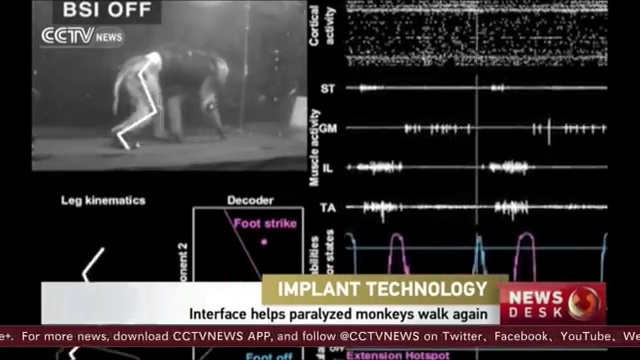 BSI OFF
CCTV NEWS
Cortical
activity
ST
GM
IL
TA
Muscle activity
Leg kinematics
Decoder
Foot strike
IMPLANT TECHNOLOGY
Interface helps paralyzed monkeys walk again
NEWS
DESK
For more news, download CCTVNEWS APP, and follow @CCTVNEWS on Twitter、Facebook、YouTube、
Foot off
Extension Hotspot